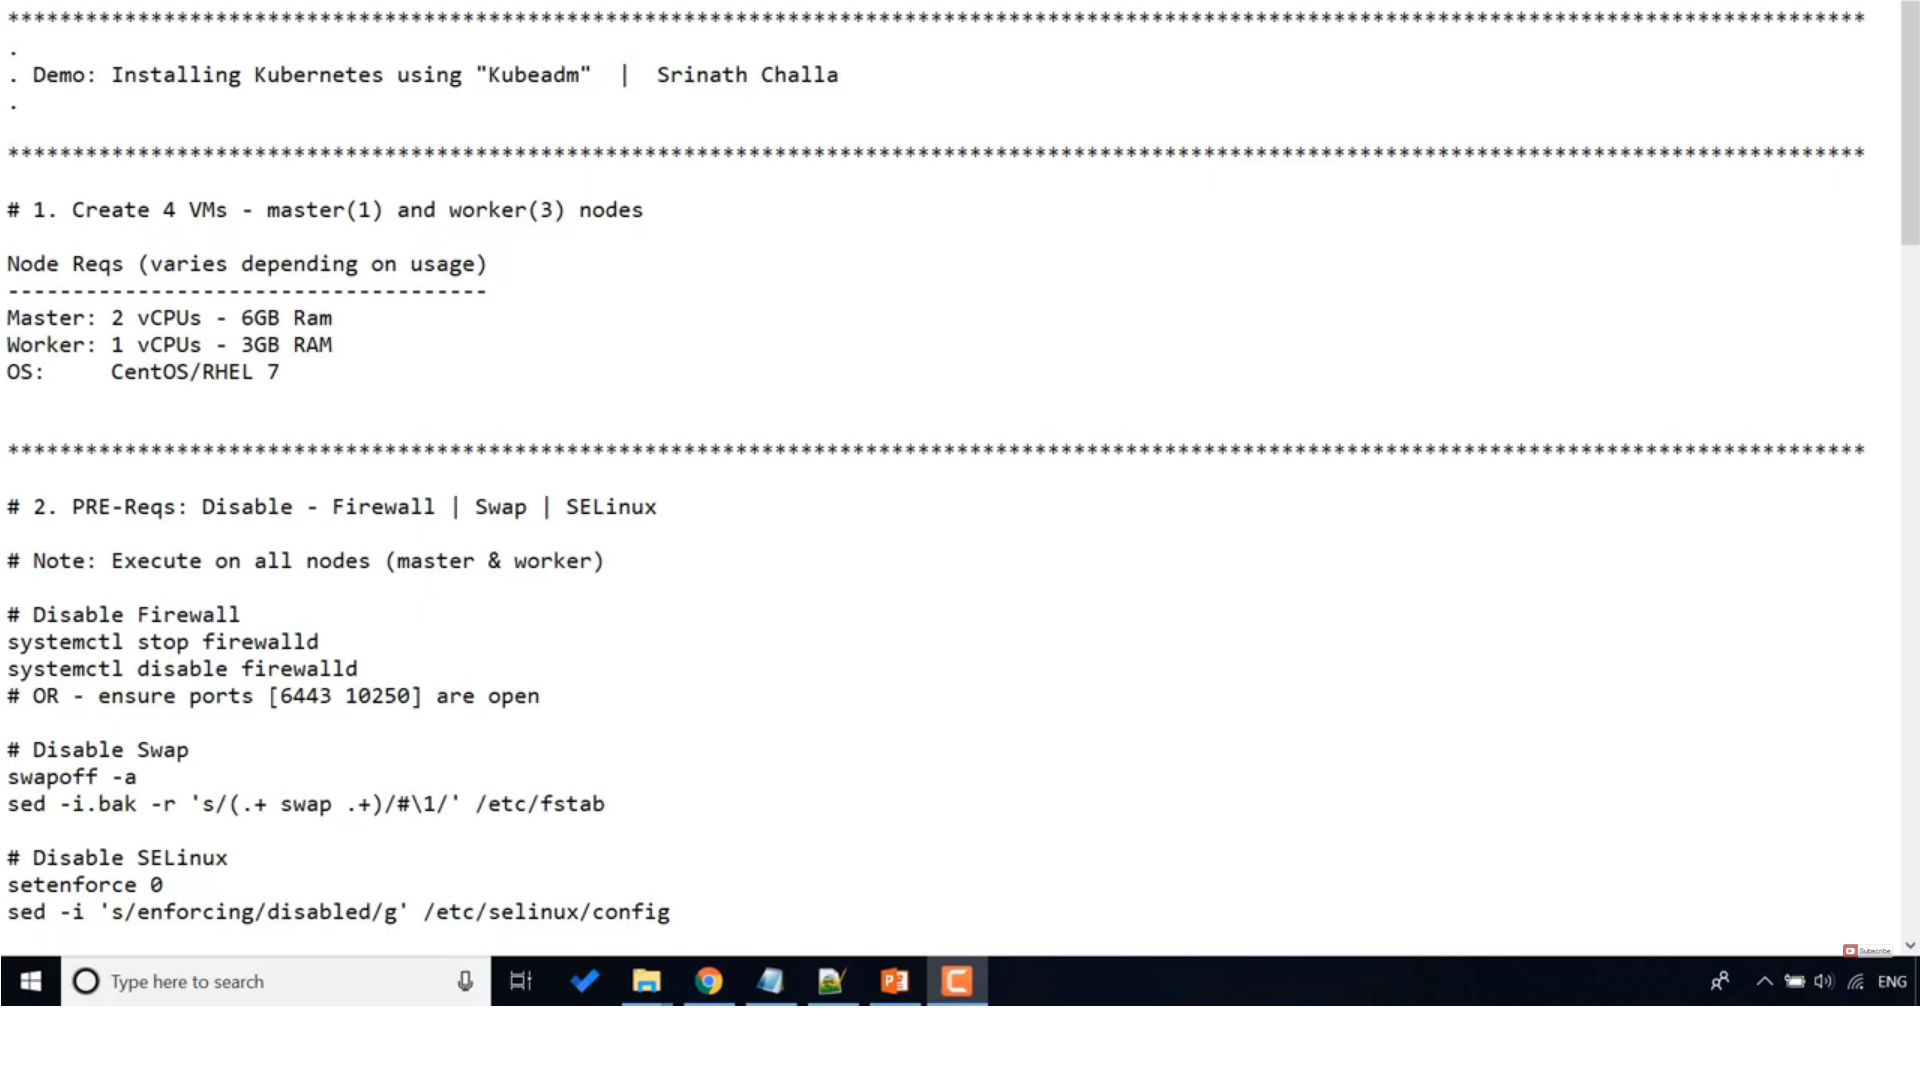 ***********************************************************************************************************************************************
.
. Demo: Installing Kubernetes using "Kubeadm"  |  Srinath Challa
.
***********************************************************************************************************************************************
# 1. Create 4 VMs - master(1) and worker(3) nodes
Node Reqs (varies depending on usage)
-------------------------------------
Master: 2 vCPUs - 6GB Ram
Worker: 1 vCPUs - 3GB RAM
OS:     CentOS/RHEL 7
***********************************************************************************************************************************************
# 2. PRE-Reqs: Disable - Firewall | Swap | SELinux
# Note: Execute on all nodes (master & worker)
# Disable Firewall
systemctl stop firewalld
systemctl disable firewalld
# OR - ensure ports [6443 10250] are open
# Disable Swap
swapoff -a
sed -i.bak -r 's/(.+ swap .+)/#\1/' /etc/fstab
# Disable SELinux
setenforce 0
sed -i 's/enforcing/disabled/g' /etc/selinux/config
Subscribe
Type here to search
ENG